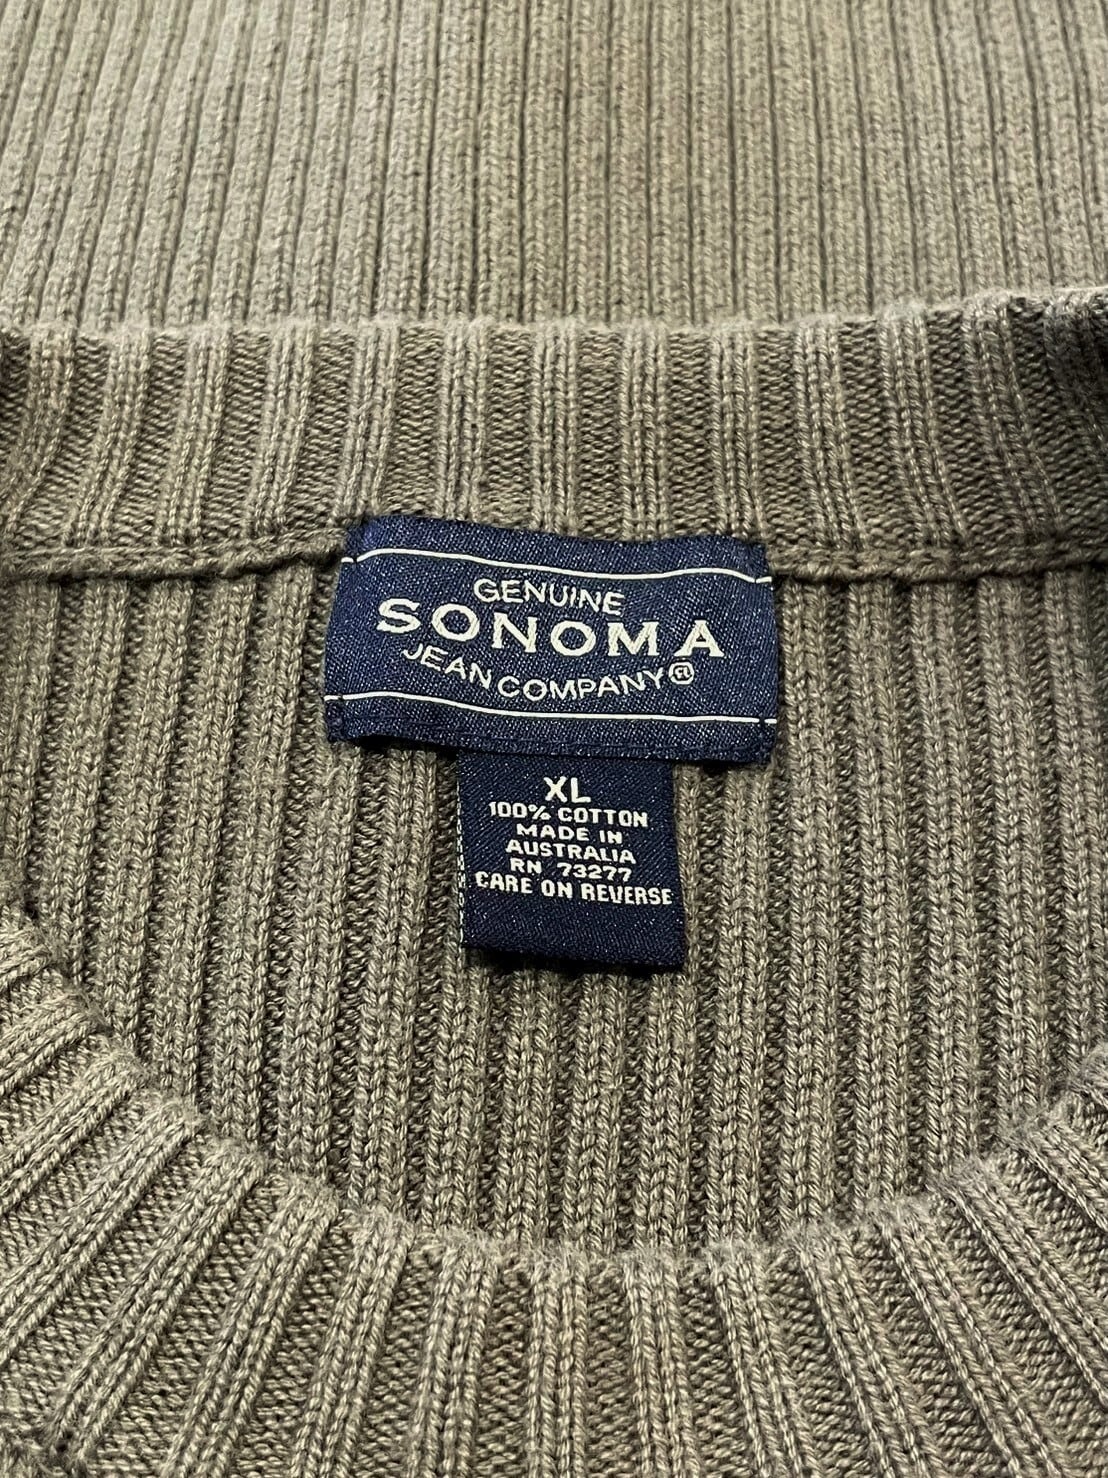 GENUINE
SONOMA
JEAN COMPANY®
XL
100% COTTON
MADE IN
AUSTRALIA
RN 73277
CARE ON REVERSE